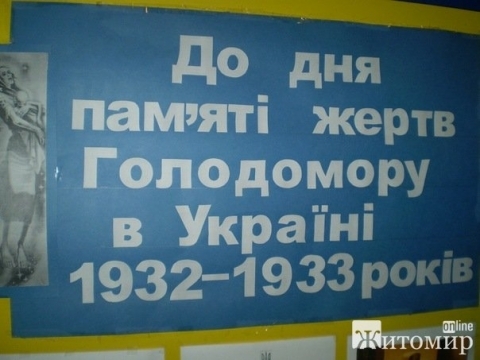 До дня
пам'яті жертв
Голодомору
в Україні
1932-1933 років
online
Житомир